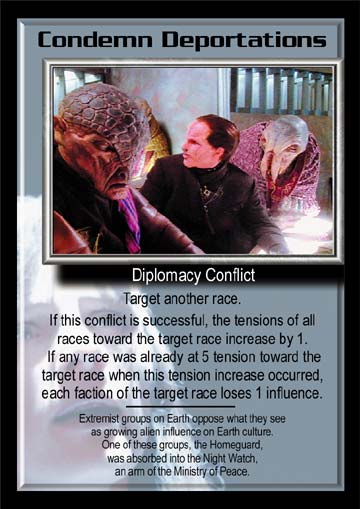 Condemn Deportations
Diplomacy Conflict
Target another race.
If this conflict is successful, the tensions of all
races toward the target race increase by 1.
If any race was already at 5 tension toward the
target race when this tension increase occurred,
each faction of the target race loses 1 influence.
Extremist groups on Earth oppose what they see
as growing alien influence on Earth culture.
One of these groups, the Homeguard,
was absorbed into the Night Watch,
an arm of the Ministry of Peace.